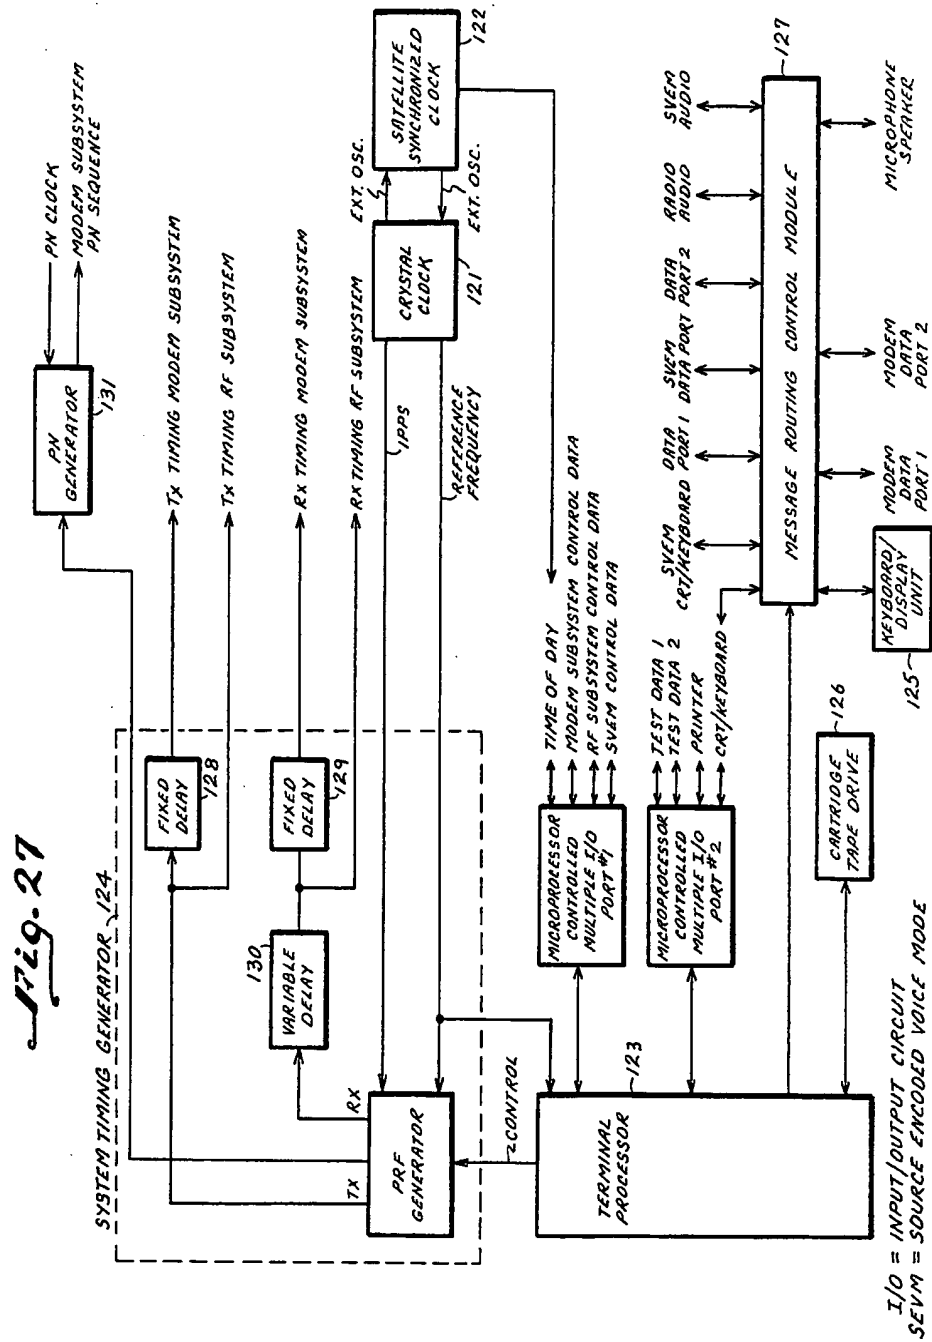 Fig. 27
SYSTEM TIMING GENERATOR 124
PN CLOCK
MODEM SUBSYSTEM
PN SEQUENCE
PN
GENERATOR
131
TX TIMING MODEM SUBSYSTEM
TX TIMING RF SUBSYSTEM
FIXED
DELAY
128
RX TIMING MODEM SUBSYSTEM
RX TIMING RF SUBSYSTEM
FIXED
DELAY
129
130
VARIABLE
DELAY
TX
RX
PRF
GENERATOR
1PPS
REFERENCE
FREQUENCY
CRYSTAL
CLOCK
121
EXT. OSC.
EXT. OSC.
SATELLITE
SYNCHRONIZED
CLOCK
122
CONTROL
TERMINAL
PROCESSOR
123
MICROPROCESSOR
CONTROLLED
MULTIPLE I/O
PORT #1
TIME OF DAY
MODEM SUBSYSTEM CONTROL DATA
RF SUBSYSTEM CONTROL DATA
SVEM CONTROL DATA
MICROPROCESSOR
CONTROLLED
MULTIPLE I/O
PORT #2
TEST DATA 1
TEST DATA 2
PRINTER
CRT/KEYBOARD
CARTRIDGE
TAPE DRIVE
126
SVEM
CRT/KEYBOARD
DATA
PORT 1
SVEM
DATA PORT
DATA
PORT 2
RADIO
AUDIO
SVEM
AUDIO
MESSAGE ROUTING CONTROL MODULE
127
KEYBOARD/
DISPLAY
UNIT
125
MODEM
DATA
PORT 1
MODEM
DATA
PORT 2
MICROPHONE
SPEAKER
I/O = INPUT/OUTPUT CIRCUIT
SEVM = SOURCE ENCODED VOICE MODE